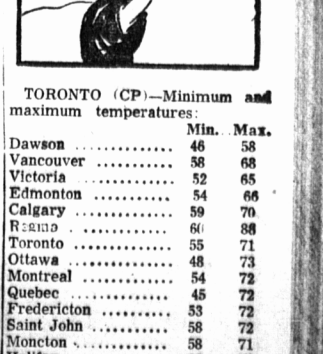 TORONTO (CP)—Minimum and
maximum temperatures:
Min. Max.
Dawson ............. 46 58
Vancouver ........... 58 68
Victoria ............ 52 65
Edmonton ........... 54 66
Calgary ............. 59 70
Regina .............. 60 88
Toronto ............. 55 71
Ottawa .............. 48 73
Montreal ............ 54 72
Quebec .............. 45 72
Fredericton ......... 53 72
Saint John .......... 58 72
Moncton ............. 58 71